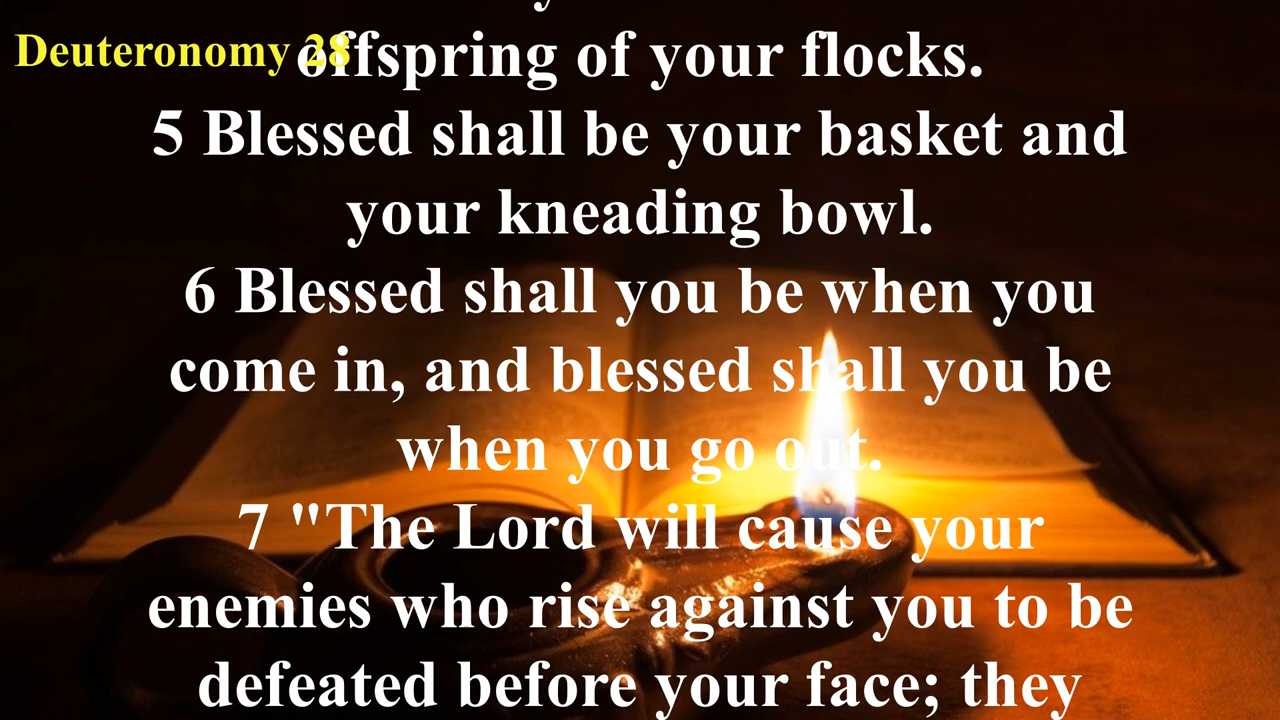 Deuteronomy 28
offspring of your flocks.
5 Blessed shall be your basket and
your kneading bowl.
6 Blessed shall you be when you
come in, and blessed shall you be
when you go out.
7 "The Lord will cause your
enemies who rise against you to be
defeated before your face; they